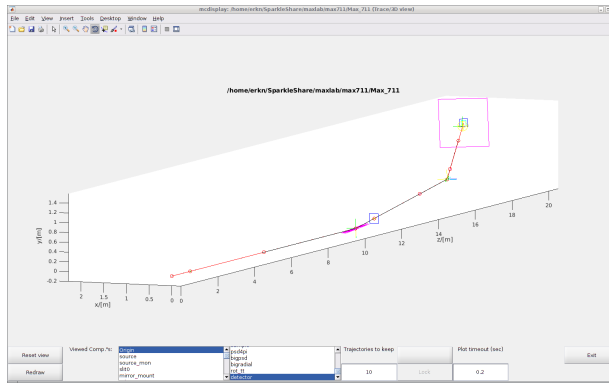 mcdisplay: /home/erkn/SparkleShare/maxlab/max711/Max_711 [Trace/3D view]
File Edit View Insert Tools Desktop Window Help
/home/erkn/SparkleShare/maxlab/max711/Max_711
1.4
1.2
1
0.8
0.6
0.4
0.2
0
-0.2
y/[m]
2
1.5
1
0.5
0
x/[m]
0
2
4
6
8
10
12
14
16
18
20
z/[m]
Reset view
Redraw
Viewed Comp.'s:
Origin
source
source_mon
slit0
mirror_mount
psd4pi
bigpsd
bigradial
rot_tt
detector
Trajectories to keep
10
Lock
Plot timeout (sec)
0.2
Exit